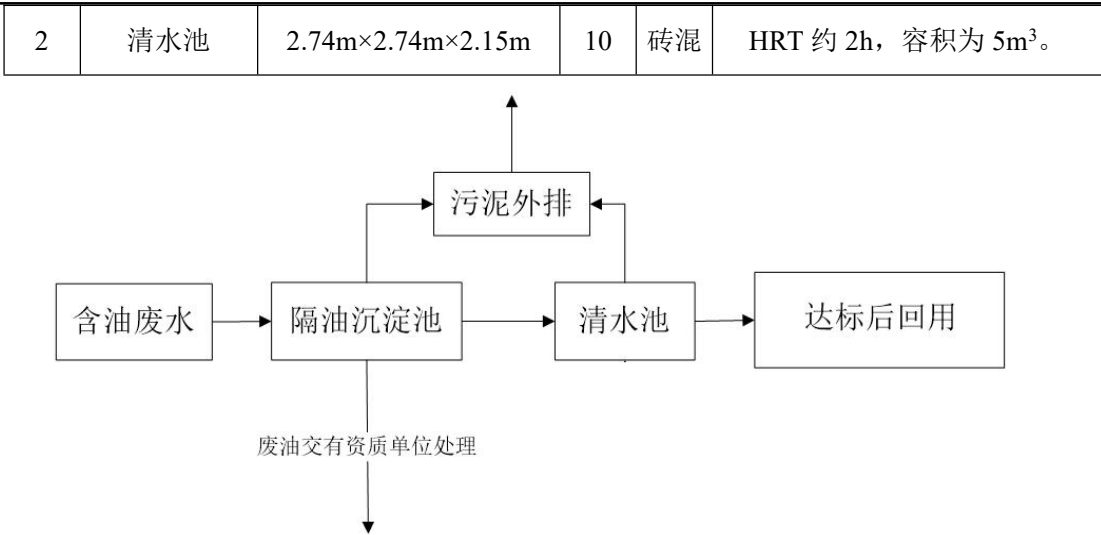 2 清水池 2.74m×2.74m×2.15m 10 砖混 HRT 约 2h，容积为 5m³。
污泥外排
含油废水 隔油沉淀池 清水池 达标后回用
废油交有资质单位处理